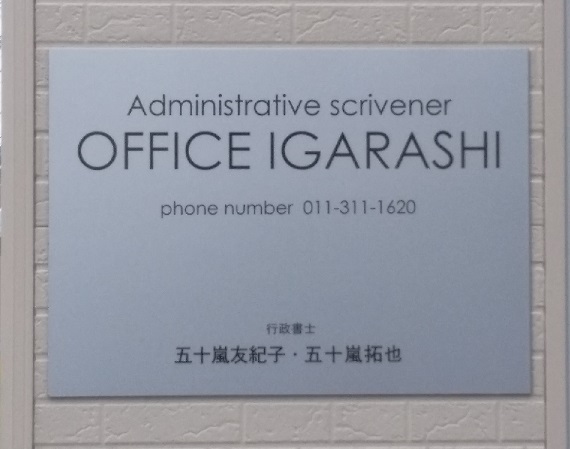 Administrative scrivener
OFFICE IGARASHI
phone number 011-311-1620
行政書士
五十嵐友紀子・五十嵐拓也